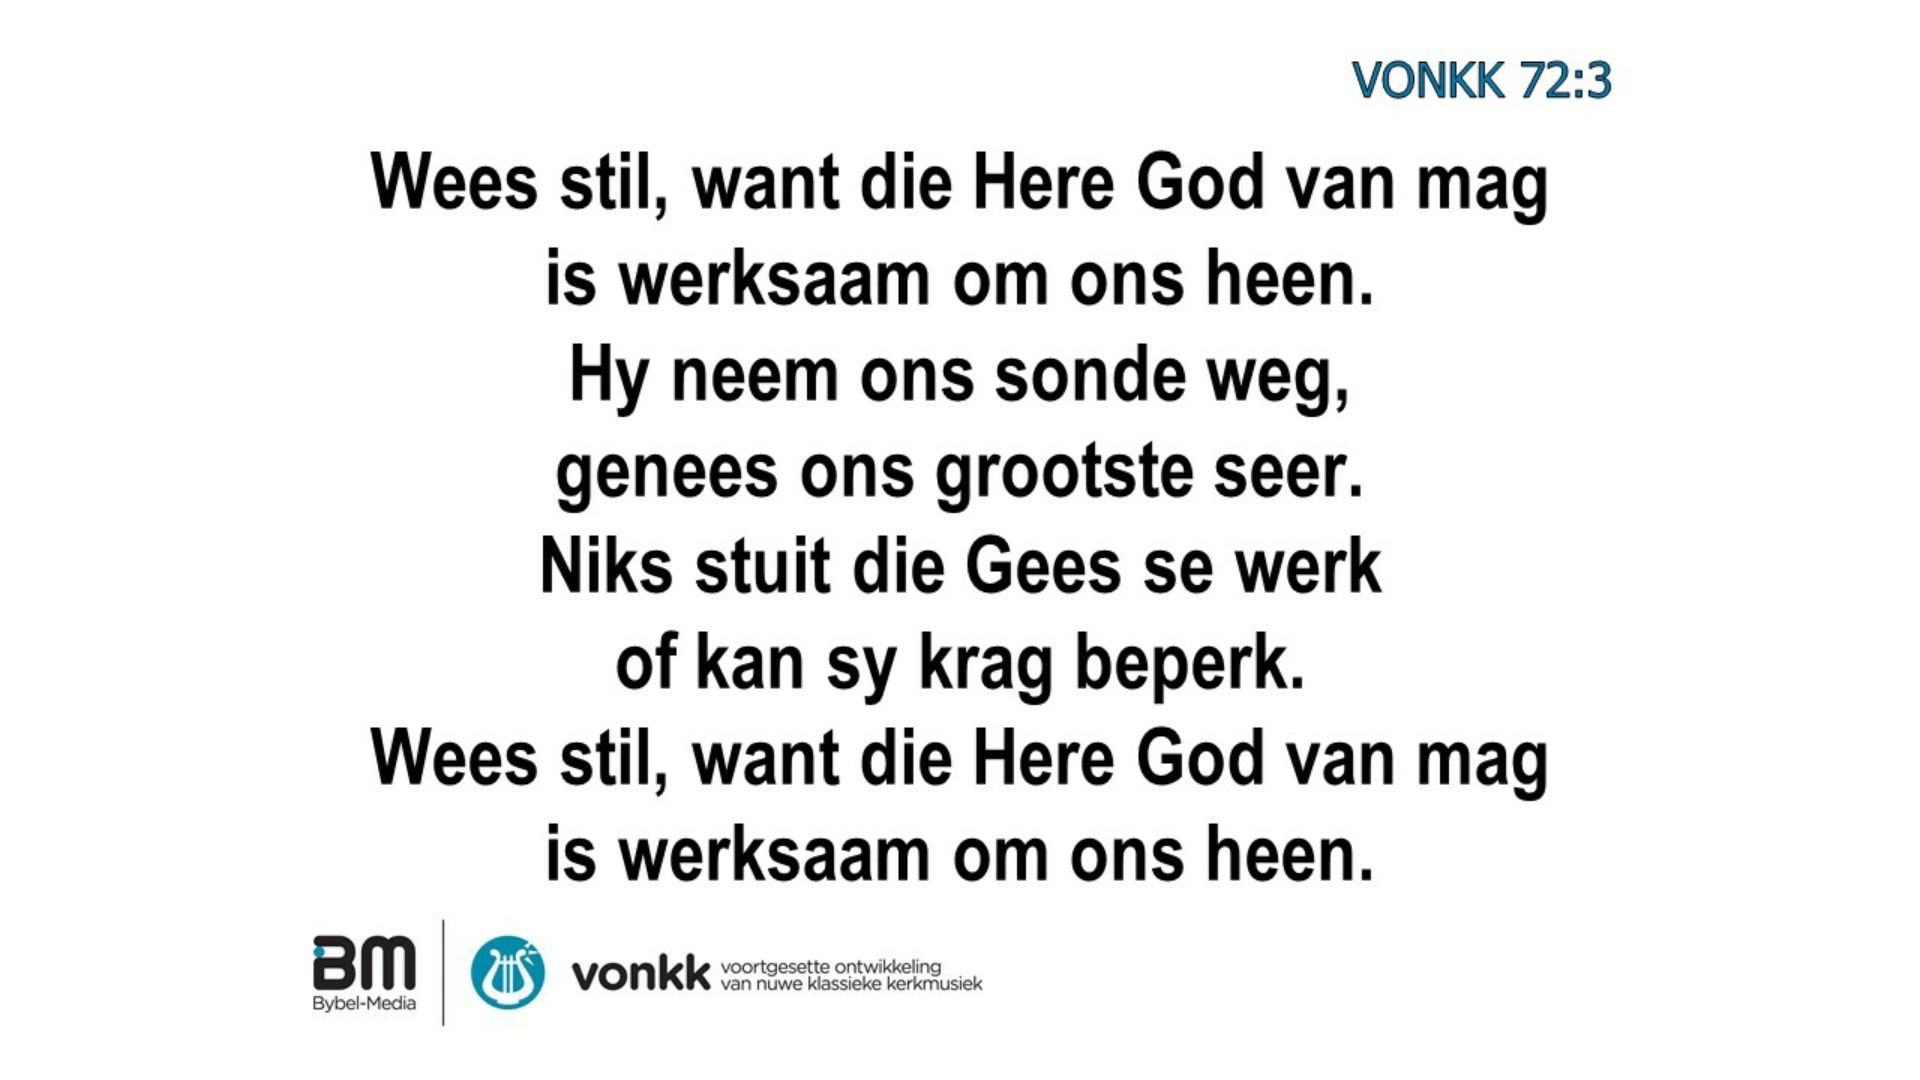 VONKK 72:3
Wees stil, want die Here God van mag
is werksaam om ons heen.
Hy neem ons sonde weg,
genees ons grootste seer.
Niks stuit die Gees se werk
of kan sy krag beperk.
Wees stil, want die Here God van mag
is werksaam om ons heen.
BM
Bybel-Media
vonkk
voortgesette ontwikkeling
van nuwe klassieke kerkmusiek